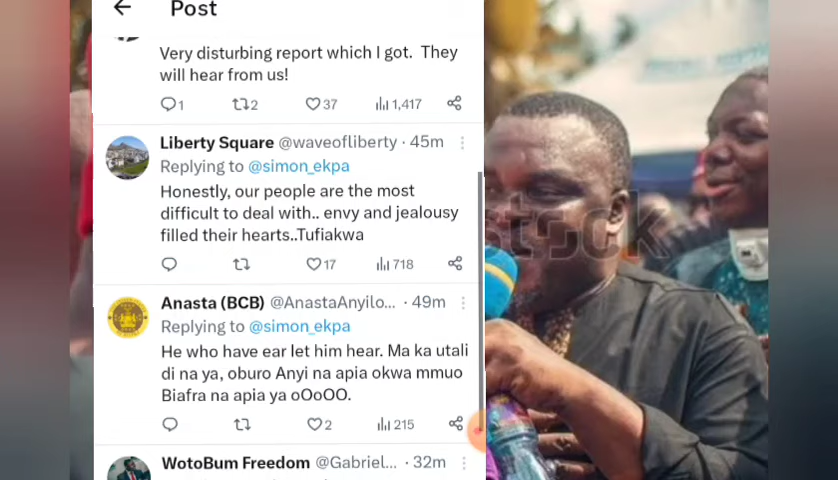 Post
Very disturbing report which I got. They
will hear from us!
1 2 37 1,417
Liberty Square @waveofliberty · 45m
Replying to @simon_ekpa
Honestly, our people are the most
difficult to deal with.. envy and jealousy
filled their hearts..Tufiakwa
17 718
Anasta (BCB) @AnastaAnyilo... · 49m
Replying to @simon_ekpa
He who have ear let him hear. Ma ka utali
di na ya, oburo Anyi na apia okwa mmuo
Biafra na apia ya oOoOO.
2 215
WotoBum Freedom @Gabriel... · 32m